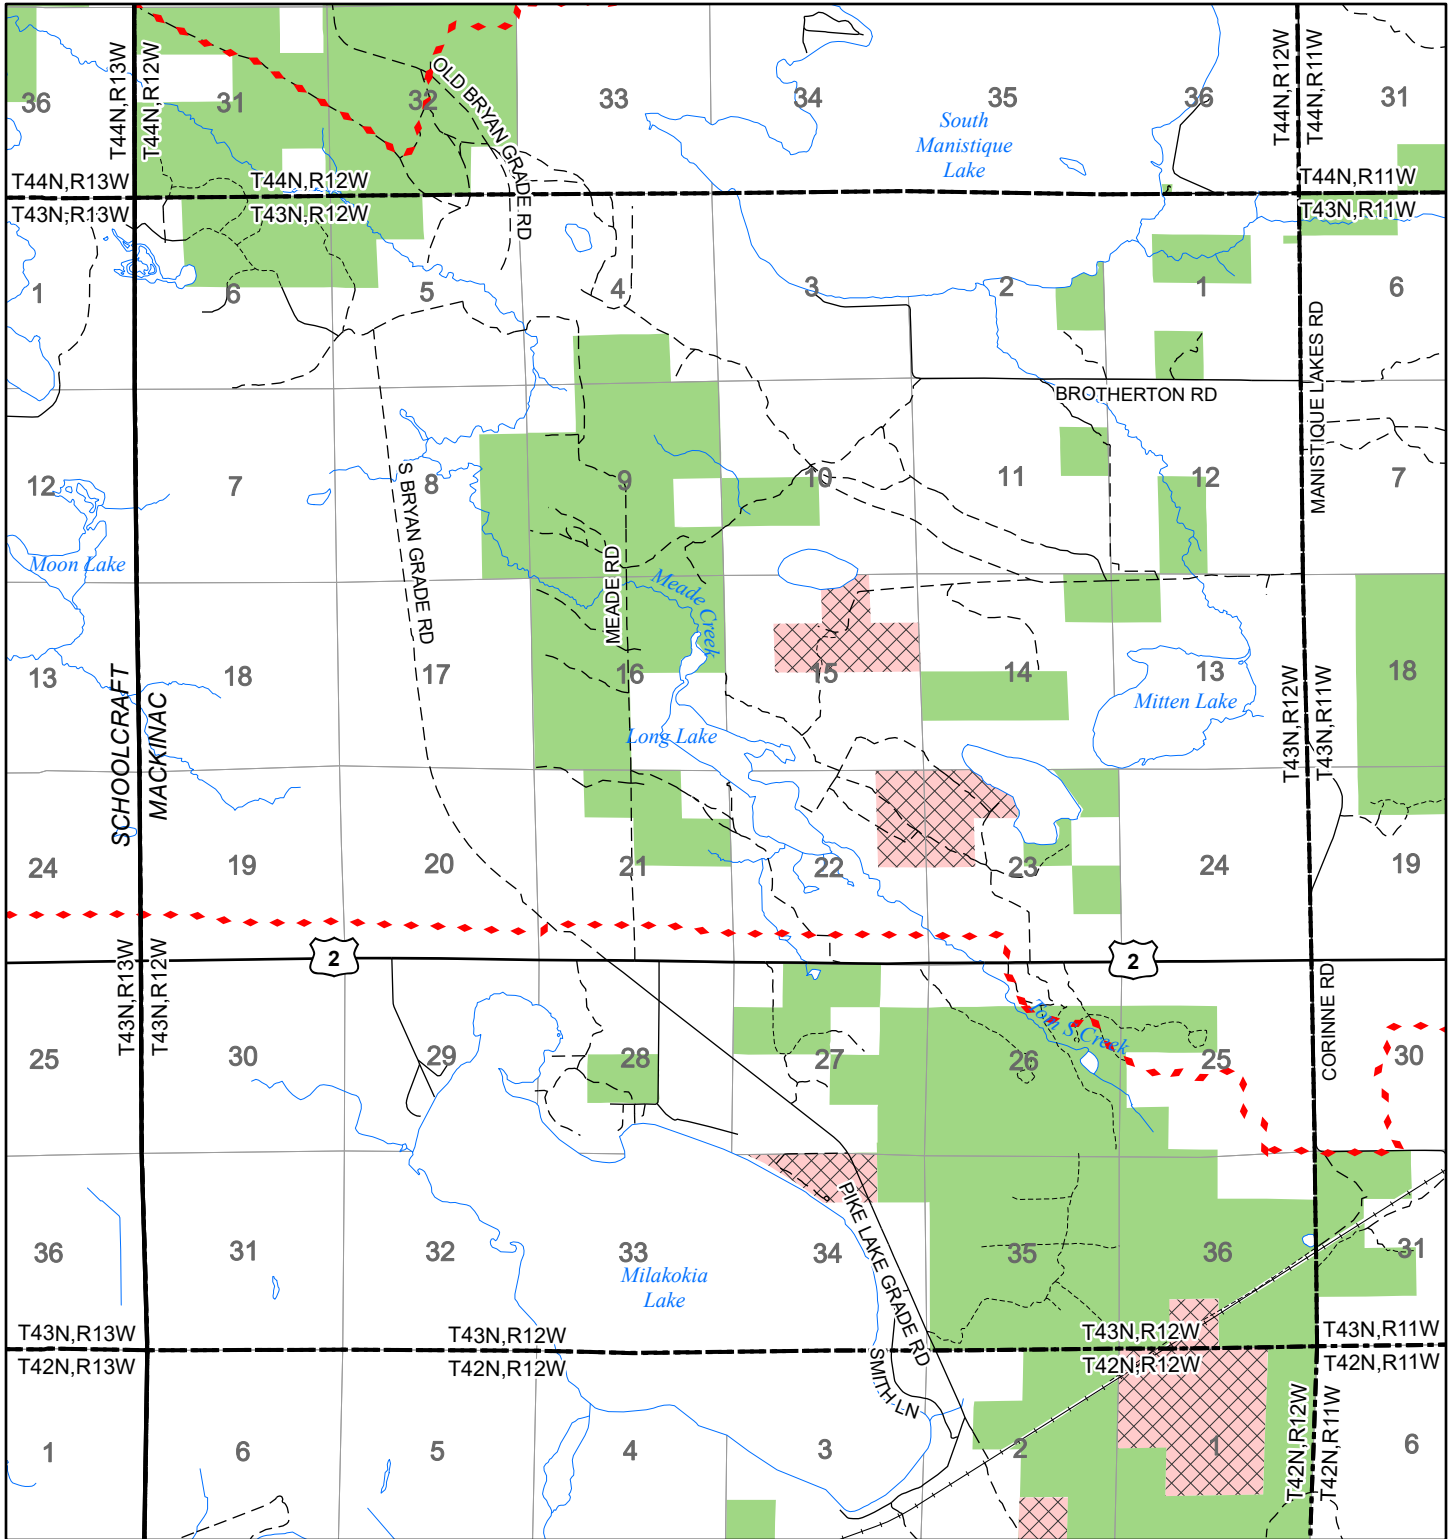 T44N,R13W
T44N,R12W
T44N,R12W
T44N,R11W
36
31
32
33
34
35
36
31
OLD BRYAN GRADE RD
South
Manistique
Lake
T44N,R13W
T44N,R12W
T44N,R11W
T43N,R13W
T43N,R12W
T43N,R11W
1
6
5
4
3
2
1
6
MANISTIQUE LAKES RD
BROTHERTON RD
12
7
8
9
10
11
12
7
S BRYAN GRADE RD
MEADE RD
Moon Lake
Meade Creek
13
18
17
16
15
14
13
18
SCHOOLCRAFT
MACKINAC
Mitten Lake
T43N,R12W
T43N,R11W
Long Lake
24
19
20
21
22
23
24
19
2
2
T43N,R13W
T43N,R12W
CORINNE RD
Tom S Creek
25
30
29
28
27
26
25
30
PIKE LAKE GRADE RD
36
31
32
33
34
35
36
31
Milakokia
Lake
T43N,R13W
T43N,R12W
T43N,R12W
T43N,R11W
T42N,R13W
T42N,R12W
T42N,R12W
T42N,R11W
SMITH LN
T42N,R12W
T42N,R11W
1
6
5
4
3
2
1
6